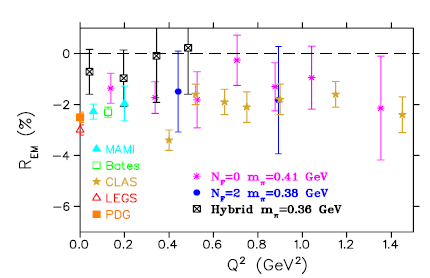 0
−2
−4
−6
R_EM (%)
MAMI
Bates
CLAS
LEGS
PDG
N_F=0 m_π=0.41 GeV
N_F=2 m_π=0.38 GeV
Hybrid m_π=0.36 GeV
0.0 0.2 0.4 0.6 0.8 1.0 1.2 1.4
Q² (GeV²)